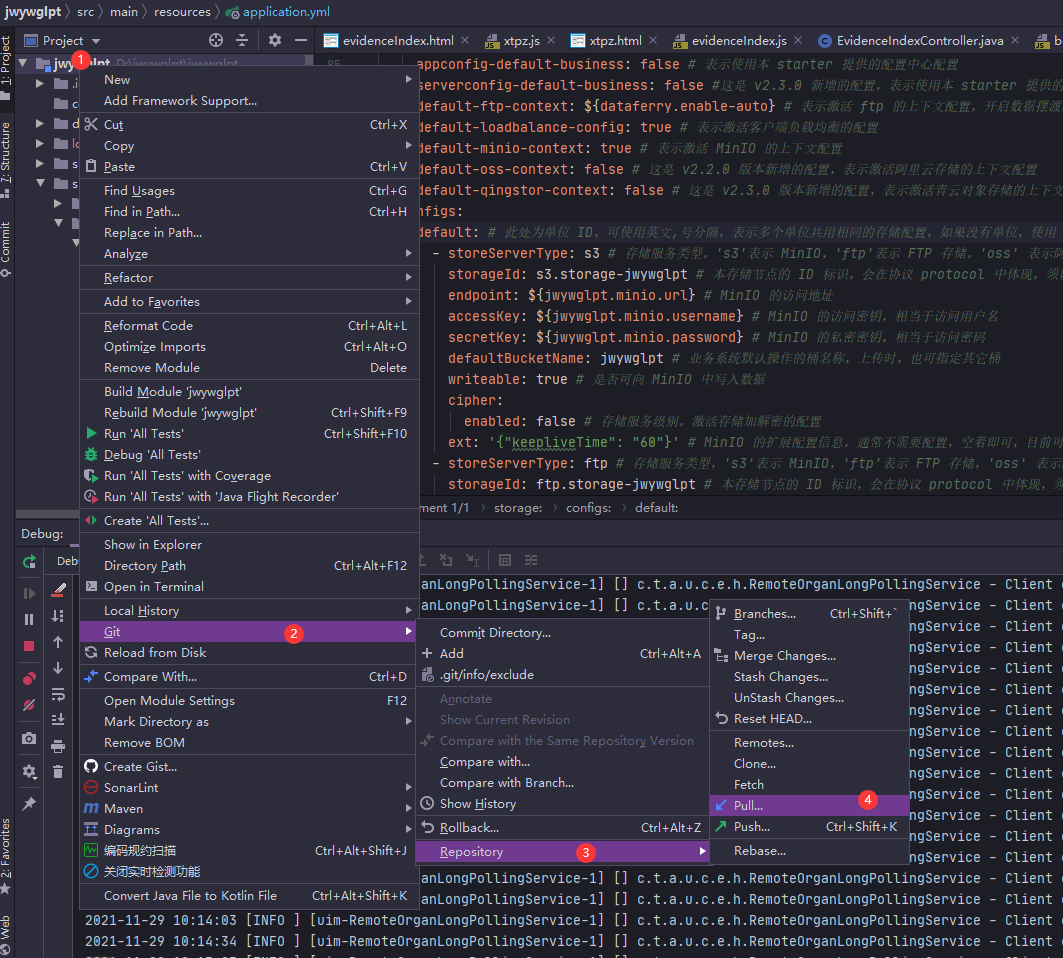 jwywglpt
src
main
resources
application.yml
Project
evidenceIndex.html
xtpz.js
xtpz.html
evidenceIndex.js
EvidenceIndexController.java
1: Project
7: Structure
Commit
2: Favorites
Web
1
New
Add Framework Support...
Cut Ctrl+X
Copy
Paste Ctrl+V
Find Usages Ctrl+G
Find in Path... Ctrl+H
Replace in Path...
Analyze
Refactor
Add to Favorites
Reformat Code Ctrl+Alt+L
Optimize Imports Ctrl+Alt+O
Remove Module Delete
Build Module 'jwywglpt'
Rebuild Module 'jwywglpt' Ctrl+Shift+F9
Run 'All Tests' Ctrl+Shift+F10
Debug 'All Tests'
Run 'All Tests' with Coverage
Run 'All Tests' with 'Java Flight Recorder'
Create 'All Tests'...
Show in Explorer
Directory Path Ctrl+Alt+F12
Open in Terminal
Local History
Git 2
Reload from Disk
Compare With... Ctrl+D
Open Module Settings F12
Mark Directory as
Remove BOM
Create Gist...
SonarLint
Maven
Diagrams
编码规约扫描 Ctrl+Alt+Shift+J
关闭实时检测功能
Convert Java File to Kotlin File Ctrl+Alt+Shift+K
appconfig-default-business: false # 表示使用本 starter 提供的配置中心配置
serverconfig-default-business: false #这是 v2.3.0 新增的配置，表示使用本 starter 提供的
default-ftp-context: ${dataferry.enable-auto} # 表示激活 ftp 的上下文配置，开启数据摆渡
default-loadbalance-config: true # 表示激活客户端负载均衡的配置
default-minio-context: true # 表示激活 MinIO 的上下文配置
default-oss-context: false # 这是 v2.2.0 版本新增的配置，表示激活阿里云存储的上下文配置
default-qingstor-context: false # 这是 v2.3.0 版本新增的配置，表示激活青云对象存储的上下文
nfigs:
default: # 此处为单位 ID，可使用英文,号分隔，表示多个单位共用相同的存储配置，如果没有单位，使用
- storeServerType: s3 # 存储服务类型，'s3'表示 MinIO，'ftp'表示 FTP 存储，'oss' 表示阿
storageId: s3.storage-jwywglpt # 本存储节点的 ID 标识，会在协议 protocol 中体现，须
endpoint: ${jwywglpt.minio.url} # MinIO 的访问地址
accessKey: ${jwywglpt.minio.username} # MinIO 的访问密钥，相当于访问用户名
secretKey: ${jwywglpt.minio.password} # MinIO 的私密密钥，相当于访问密码
defaultBucketName: jwywglpt # 业务系统默认操作的桶名称，上传时，也可指定其它桶
writeable: true # 是否可向 MinIO 中写入数据
cipher:
enabled: false # 存储服务级别，激活存储加解密的配置
ext: '{"keepliveTime": "60"}' # MinIO 的扩展配置信息，通常不需要配置，空着即可，目前可
- storeServerType: ftp # 存储服务类型，'s3'表示 MinIO，'ftp'表示 FTP 存储，'oss' 表示
storageId: ftp.storage-jwywglpt # 本存储节点的 ID 标识，会在协议 protocol 中体现，须
ment 1/1
storage:
configs:
default:
Debug:
Deb
anLongPollingService-1] [] c.t.a.u.c.e.h.RemoteOrganLongPollingService - Client
anLongPollingService-1] [] c.t.a.u.c.e.h.RemoteOrganLongPollingService - Client
Commit Directory...
Add Ctrl+Alt+A
.git/info/exclude
Annotate
Show Current Revision
Compare with the Same Repository Version
Compare with...
Compare with Branch...
Show History
Rollback... Ctrl+Alt+Z
Repository 3
Branches... Ctrl+Shift+`
Tag...
Merge Changes...
Stash Changes...
UnStash Changes...
Reset HEAD...
Remotes...
Clone...
Fetch
Pull... 4
Push... Ctrl+Shift+K
Rebase...
ngService - Client
ngService - Client
ngService - Client
ngService - Client
ngService - Client
ngService - Client
ngService - Client
ngService - Client
ngService - Client
ngService - Client
ngService - Client
ngService - Client
anLongPollingService-1] [] c.t.a.u.c.e.h.RemoteOrganLongPollingService - Client
anLongPollingService-1] [] c.t.a.u.c.e.h.RemoteOrganLongPollingService - Client
2021-11-29 10:14:03 [INFO ] [uim-RemoteOrganLongPollingService-1] [] c.t.a.u.c.e.h.RemoteOrganLongPollingService - Client
2021-11-29 10:14:34 [INFO ] [uim-RemoteOrganLongPollingService-1] [] c.t.a.u.c.e.h.RemoteOrganLongPollingService - Client